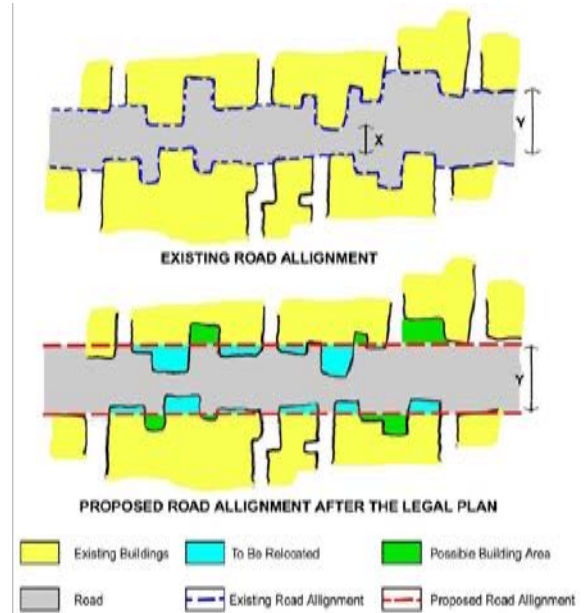 Y
X
EXISTING ROAD ALLIGNMENT
Y
PROPOSED ROAD ALLIGNMENT AFTER THE LEGAL PLAN
Existing Buildings
To Be Relocated
Possible Building Area
Road
Existing Road Allignment
Proposed Road Allignment